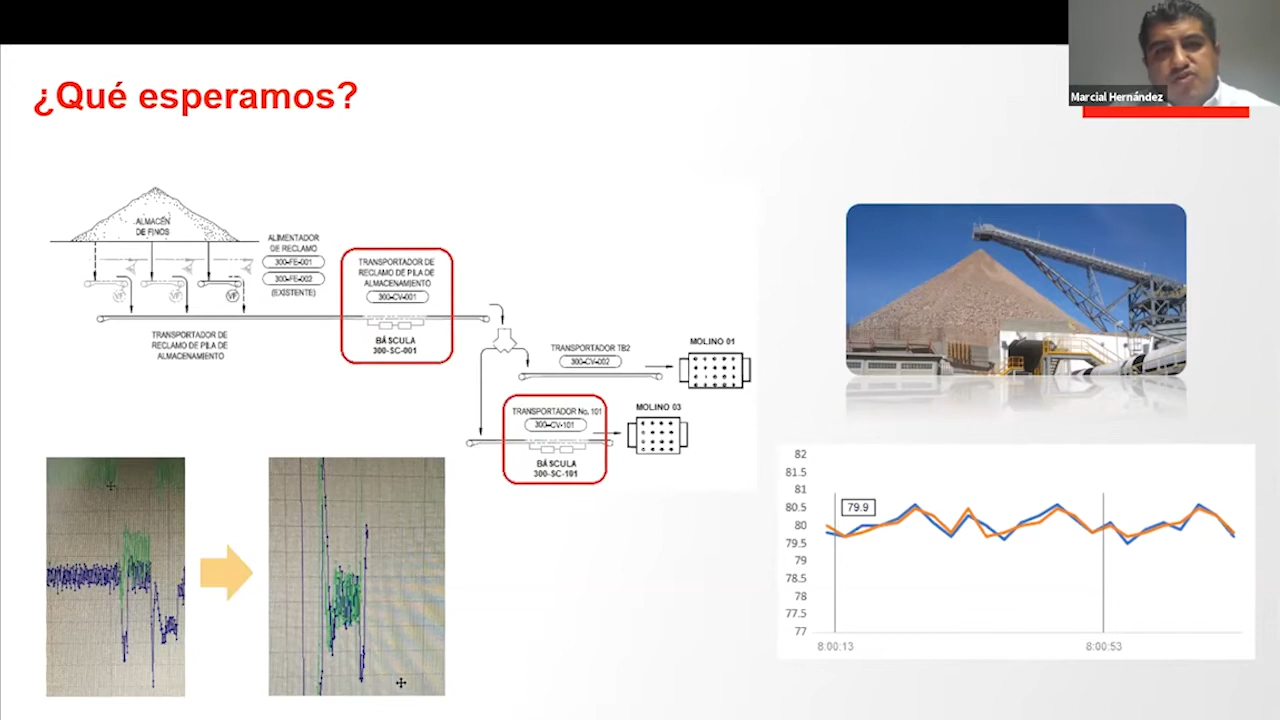 Marcial Hernández
¿Qué esperamos?
ALMACÉN
DE FINOS
ALIMENTADOR
DE RECLAMO
300-FE-001
300-FE-002
(EXISTENTE)
VF
VF
VF
TRANSPORTADOR DE
RECLAMO DE PILA DE
ALMACENAMIENTO
300-CV-001
BÁSCULA
300-SC-001
TRANSPORTADOR DE
RECLAMO DE PILA DE
ALMACENAMIENTO
TRANSPORTADOR TB2
300-CV-002
MOLINO 01
TRANSPORTADOR No. 101
300-CV-101
MOLINO 03
BÁSCULA
300-SC-101
82
81.5
81
80.5
80
79.5
79
78.5
78
77.5
77
79.9
8:00:13
8:00:53